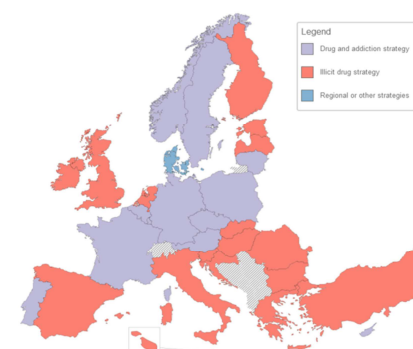 Legend
Drug and addiction strategy
Illicit drug strategy
Regional or other strategies